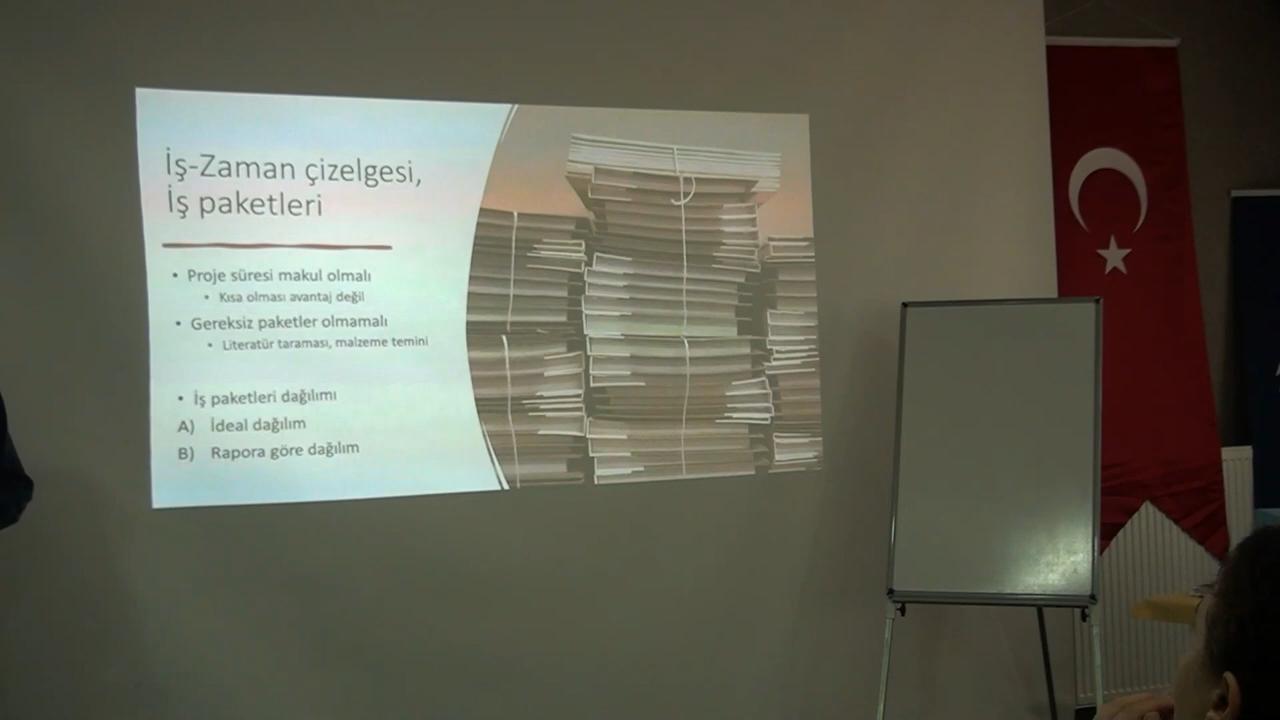 İş-Zaman çizelgesi,
İş paketleri
• Proje süresi makul olmalı
• Kısa olması avantaj değil
• Gereksiz paketler olmamalı
• Literatür taraması, malzeme temini
• İş paketleri dağılımı
A) İdeal dağılım
B) Rapora göre dağılım